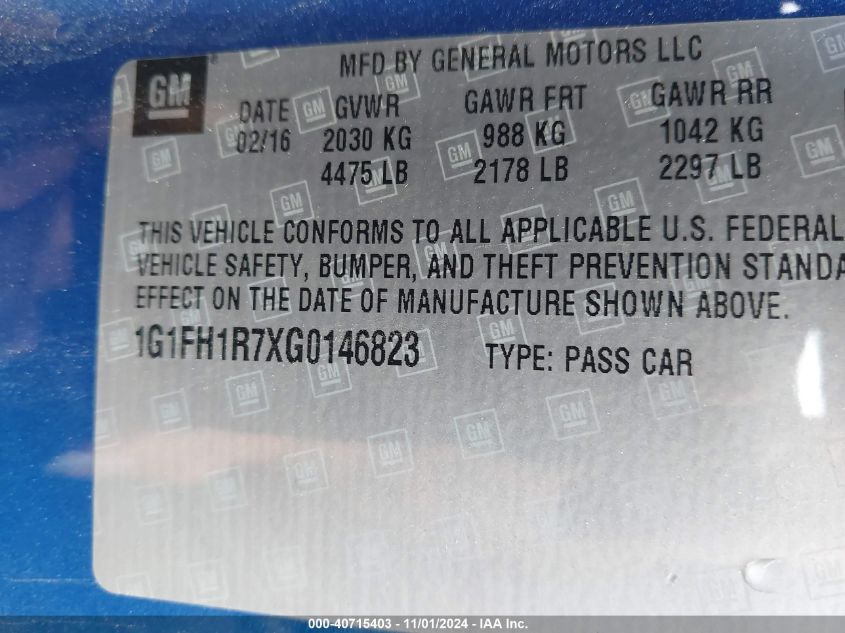 GM
MFD BY GENERAL MOTORS LLC
DATE GVWR GAWR FRT GAWR RR
02/16 2030 KG 988 KG 1042 KG
4475 LB 2178 LB 2297 LB
THIS VEHICLE CONFORMS TO ALL APPLICABLE U.S. FEDERAL
VEHICLE SAFETY, BUMPER, AND THEFT PREVENTION STANDA
EFFECT ON THE DATE OF MANUFACTURE SHOWN ABOVE.
1G1FH1R7XG0146823 TYPE: PASS CAR
000-40715403 - 11/01/2024 - IAA Inc.